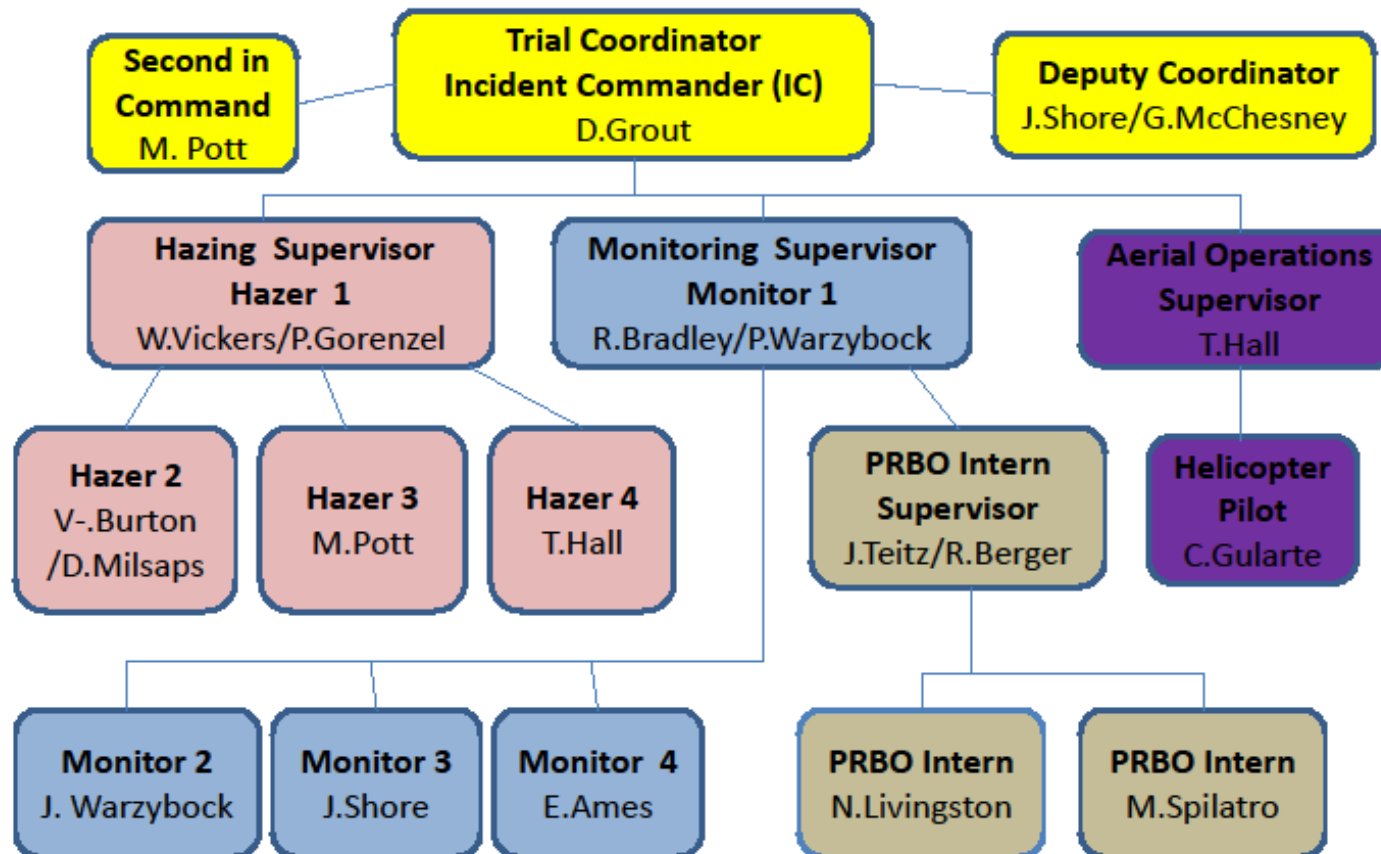 Second in
Command
M. Pott
Trial Coordinator
Incident Commander (IC)
D.Grout
Deputy Coordinator
J.Shore/G.McChesney
Hazing Supervisor
Hazer 1
W.Vickers/P.Gorenzel
Monitoring Supervisor
Monitor 1
R.Bradley/P.Warzybock
Aerial Operations
Supervisor
T.Hall
Hazer 2
V-.Burton
/D.Milsaps
Hazer 3
M.Pott
Hazer 4
T.Hall
PRBO Intern
Supervisor
J.Teitz/R.Berger
Helicopter
Pilot
C.Gularte
Monitor 2
J. Warzybock
Monitor 3
J.Shore
Monitor 4
E.Ames
PRBO Intern
N.Livingston
PRBO Intern
M.Spilatro